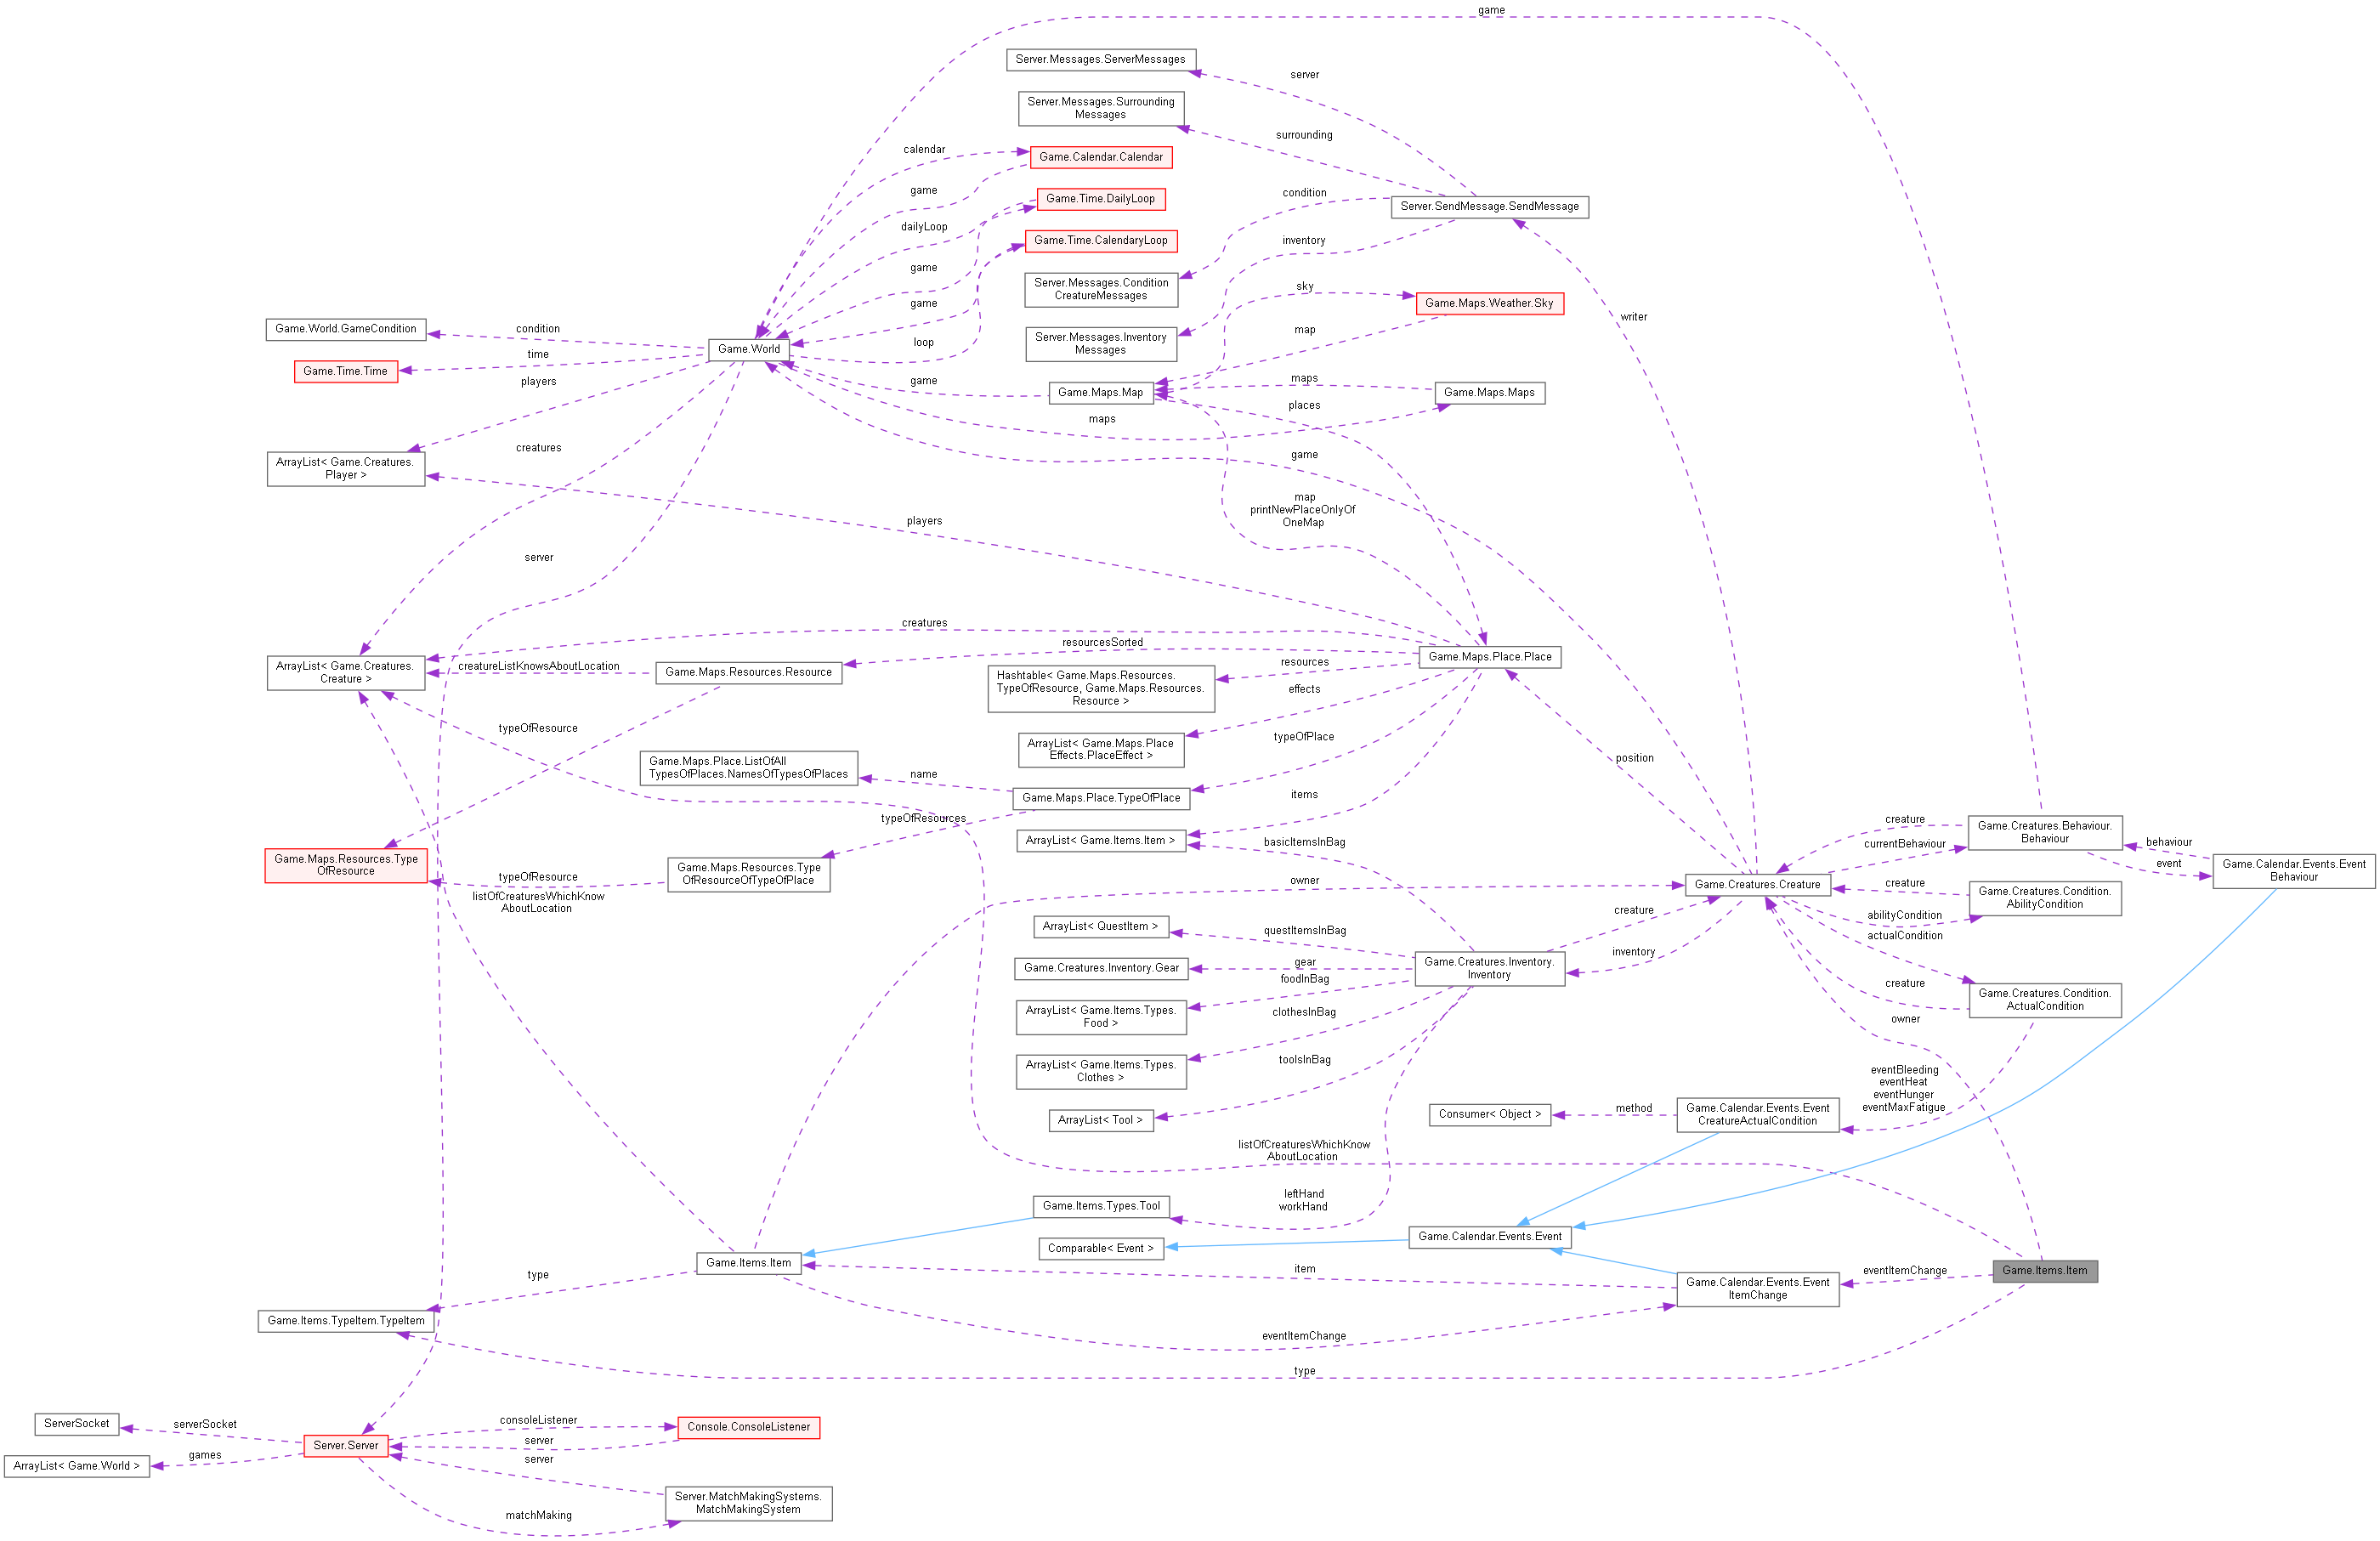 game
Server.Messages.ServerMessages
server
Server.Messages.Surrounding
Messages
surrounding
calendar
Game.Calendar.Calendar
game
Game.Time.DailyLoop
condition
Server.SendMessage.SendMessage
dailyLoop
Game.Time.CalendaryLoop
inventory
game
Server.Messages.Condition
CreatureMessages
sky
Game.Maps.Weather.Sky
writer
game
Game.World.GameCondition
condition
map
Server.Messages.Inventory
Messages
loop
Game.World
time
Game.Time.Time
players
game
Game.Maps.Map
maps
Game.Maps.Maps
places
maps
creatures
game
ArrayList< Game.Creatures.
Player >
map
printNewPlaceOnlyOf
OneMap
players
server
creatures
resourcesSorted
Game.Maps.Place.Place
ArrayList< Game.Creatures.
Creature >
creatureListKnowsAboutLocation
Game.Maps.Resources.Resource
resources
Hashtable< Game.Maps.Resources.
TypeOfResource, Game.Maps.Resources.
Resource >
effects
typeOfResource
ArrayList< Game.Maps.Place
Effects.PlaceEffect >
typeOfPlace
position
Game.Maps.Place.ListOfAll
TypesOfPlaces.NamesOfTypesOfPlaces
name
Game.Maps.Place.TypeOfPlace
items
typeOfResources
creature
Game.Creatures.Behaviour.
Behaviour
ArrayList< Game.Items.Item >
basicItemsInBag
currentBehaviour
behaviour
Game.Maps.Resources.Type
OfResource
typeOfResource
Game.Maps.Resources.Type
OfResourceOfTypeOfPlace
event
Game.Calendar.Events.Event
Behaviour
owner
Game.Creatures.Creature
creature
Game.Creatures.Condition.
AbilityCondition
listOfCreaturesWhichKnow
AboutLocation
creature
abilityCondition
ArrayList< QuestItem >
questItemsInBag
actualCondition
Game.Creatures.Inventory.Gear
gear
Game.Creatures.Inventory.
Inventory
inventory
foodInBag
creature
Game.Creatures.Condition.
ActualCondition
ArrayList< Game.Items.Types.
Food >
clothesInBag
owner
ArrayList< Game.Items.Types.
Clothes >
toolsInBag
eventBleeding
eventHeat
eventHunger
eventMaxFatigue
ArrayList< Tool >
Consumer< Object >
method
Game.Calendar.Events.Event
CreatureActualCondition
listOfCreaturesWhichKnow
AboutLocation
leftHand
workHand
Game.Items.Types.Tool
Game.Calendar.Events.Event
Comparable< Event >
Game.Items.Item
type
item
Game.Calendar.Events.Event
ItemChange
eventItemChange
Game.Items.Item
Game.Items.TypeItem.TypeItem
eventItemChange
type
ServerSocket
serverSocket
consoleListener
Console.ConsoleListener
Server.Server
server
ArrayList< Game.World >
games
server
Server.MatchMakingSystems.
MatchMakingSystem
matchMaking